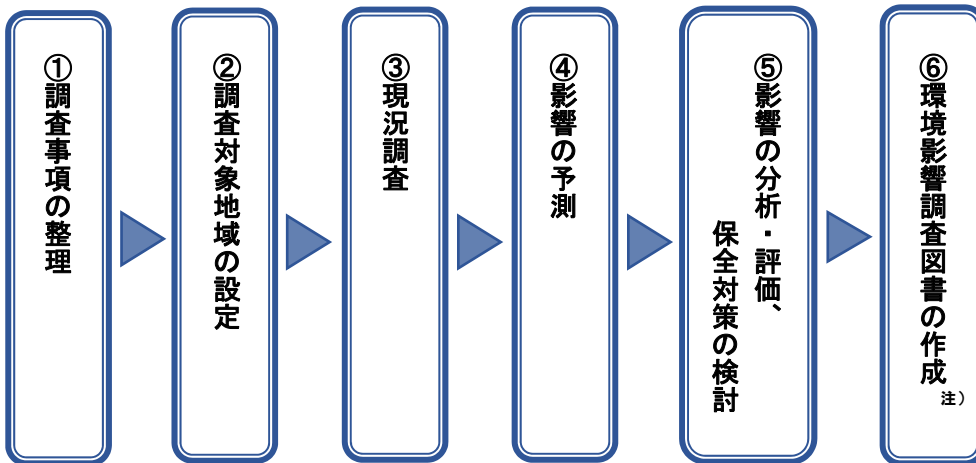 ①調査事項の整理
②調査対象地域の設定
③現況調査
④影響の予測
⑤影響の分析・評価、
保全対策の検討
⑥環境影響調査図書の作成
注）